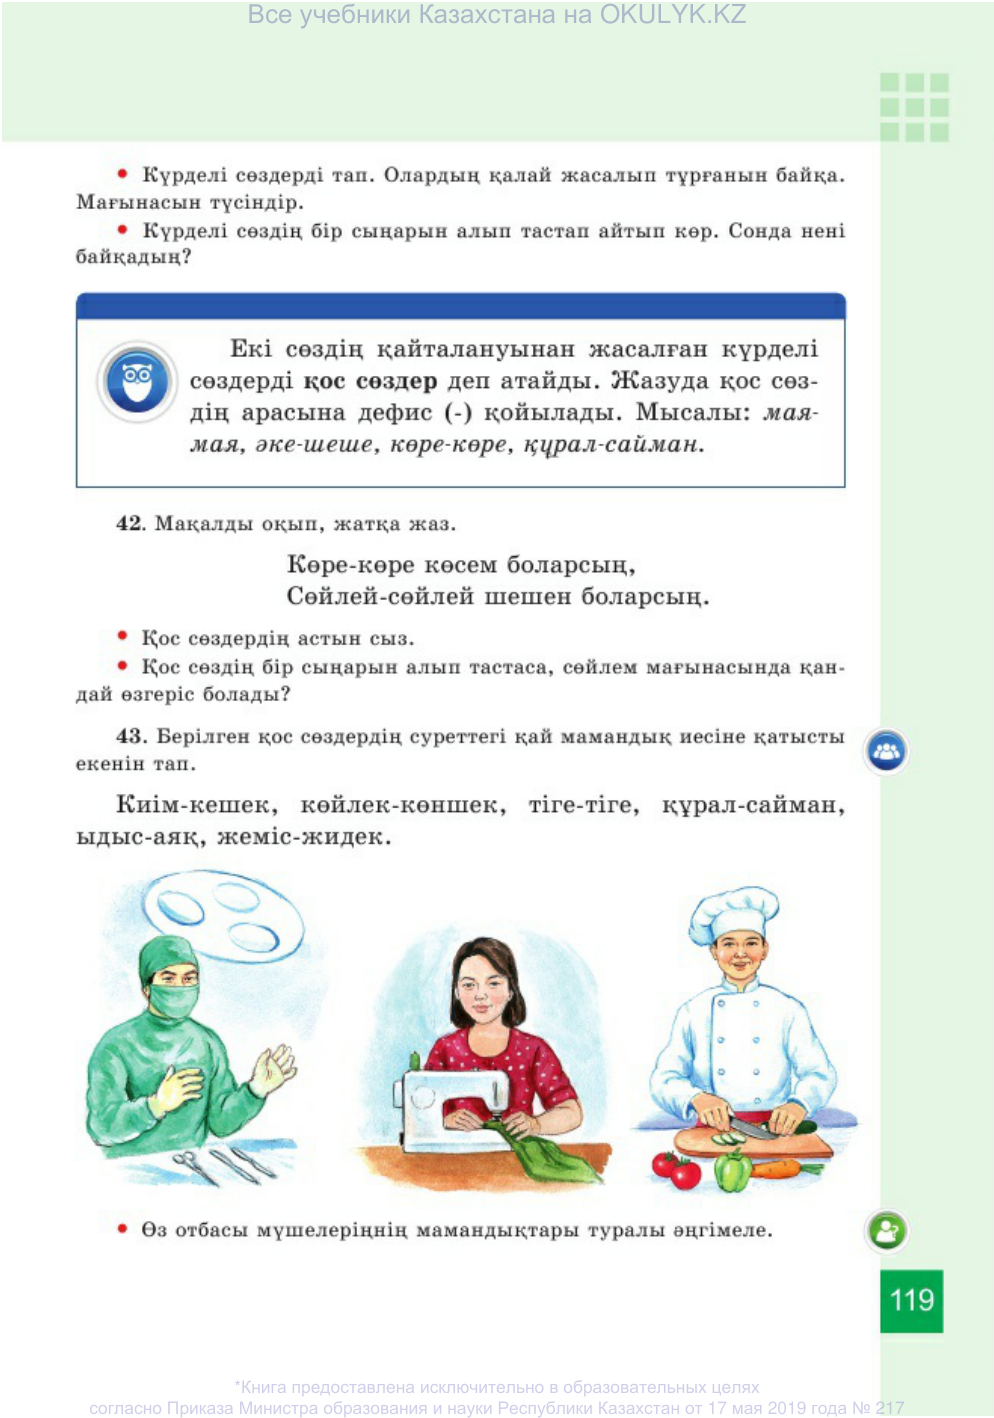 Все учебники Казахстана на OKULYK.KZ
• Күрделі сөздерді тап. Олардың қалай жасалып тұрғанын байқа.
Мағынасын түсіндір.
• Күрделі сөздің бір сыңарын алып тастап айтып көр. Сонда нені
байқадың?
Екі сөздің қайталануынан жасалған күрделі
сөздерді қос сөздер деп атайды. Жазуда қос сөз-
дің арасына дефис (-) қойылады. Мысалы: мая-
мая, әке-шеше, көре-көре, құрал-сайман.
42. Мақалды оқып, жатқа жаз.
Көре-көре көсем боларсың,
Сөйлей-сөйлей шешен боларсың.
• Қос сөздердің астын сыз.
• Қос сөздің бір сыңарын алып тастаса, сөйлем мағынасында қан-
дай өзгеріс болады?
43. Берілген қос сөздердің суреттегі қай мамандық иесіне қатысты
екенін тап.
Киім-кешек, көйлек-көншек, тіге-тіге, құрал-сайман,
ыдыс-аяқ, жеміс-жидек.
• Өз отбасы мүшелеріңнің мамандықтары туралы әңгімеле.
119
*Книга предоставлена исключительно в образовательных целях
согласно Приказа Министра образования и науки Республики Казахстан от 17 мая 2019 года № 217